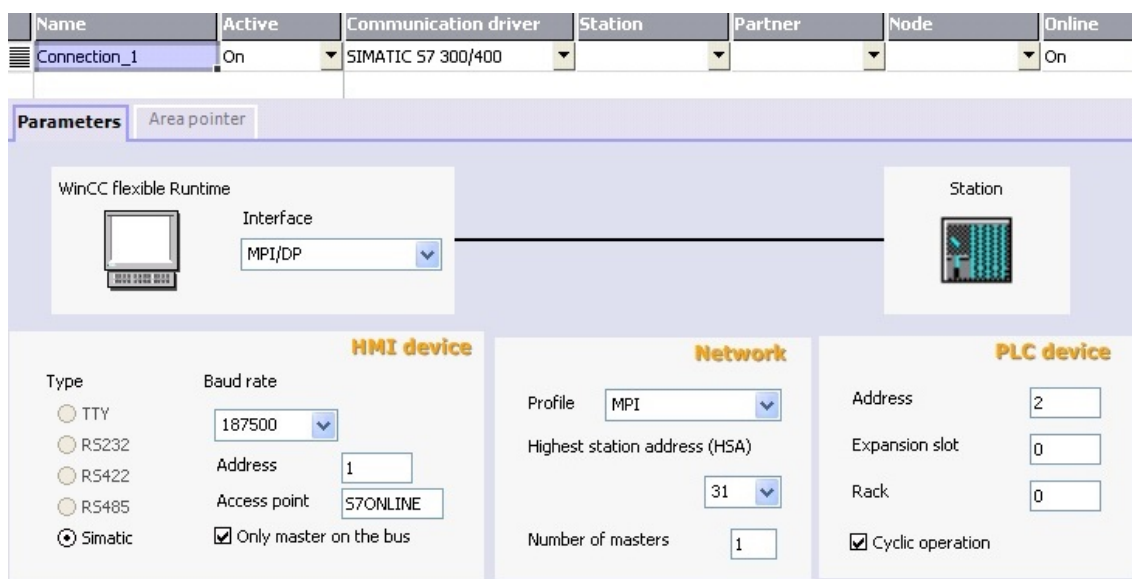 Name Active Communication driver Station Partner Node Online
Connection_1 On SIMATIC S7 300/400 On
Parameters Area pointer
WinCC flexible Runtime
Interface
MPI/DP
Station
HMI device
Type Baud rate
TTY
187500
RS232
Address 1
RS422
Access point S7ONLINE
RS485
Simatic Only master on the bus
Network
Profile MPI
Highest station address (HSA)
31
Number of masters 1
PLC device
Address 2
Expansion slot 0
Rack 0
Cyclic operation